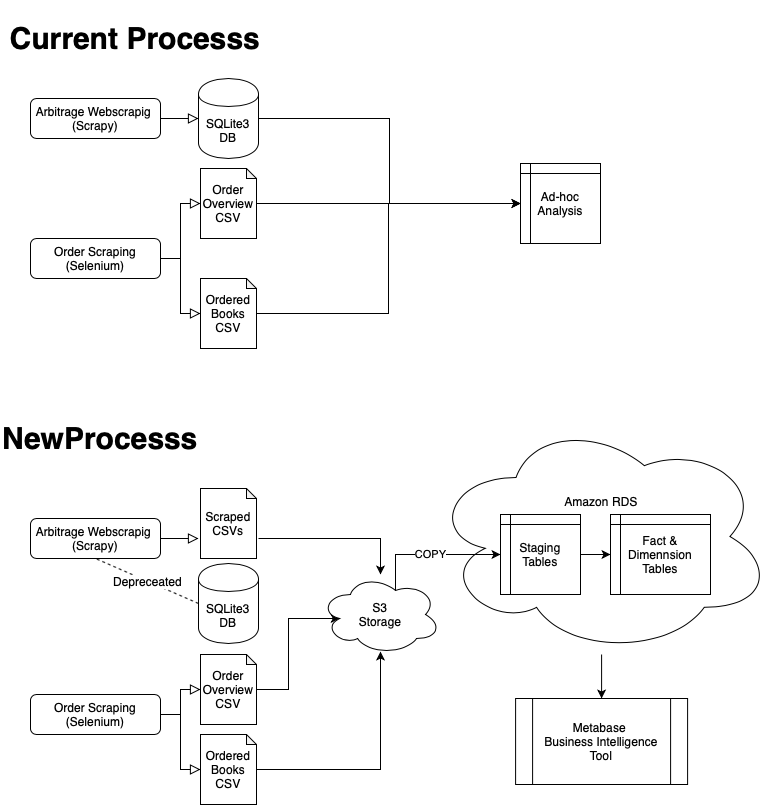 Current Processs
Arbitrage Webscrapig
(Scrapy)
SQLite3
DB
Order
Overview
CSV
Ad-hoc
Analysis
Order Scraping
(Selenium)
Ordered
Books
CSV
NewProcesss
Amazon RDS
Scraped
CSVs
Arbitrage Webscrapig
(Scrapy)
COPY
Staging
Tables
Fact &
Dimennsion
Tables
Depreceated
SQLite3
DB
S3
Storage
Order
Overview
CSV
Order Scraping
(Selenium)
Ordered
Books
CSV
Metabase
Business Intelligence
Tool